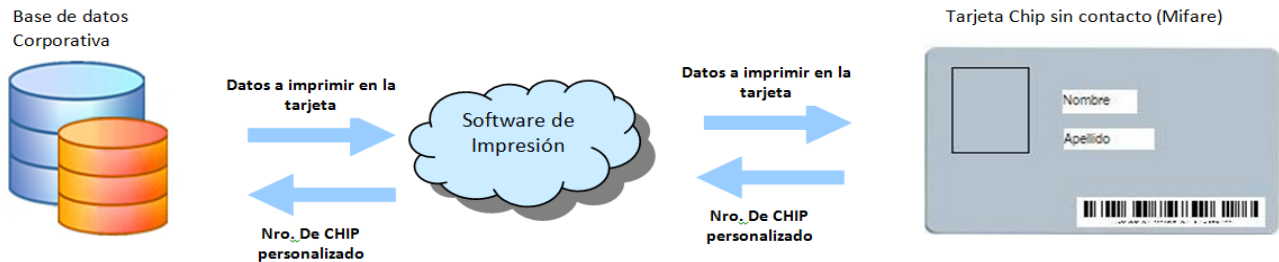 Base de datos
Corporativa
Datos a imprimir en la
tarjeta
Nro. De CHIP
personalizado
Software de
Impresión
Datos a imprimir en la
tarjeta
Nro. De CHIP
personalizado
Tarjeta Chip sin contacto (Mifare)
Nombre
Apellido